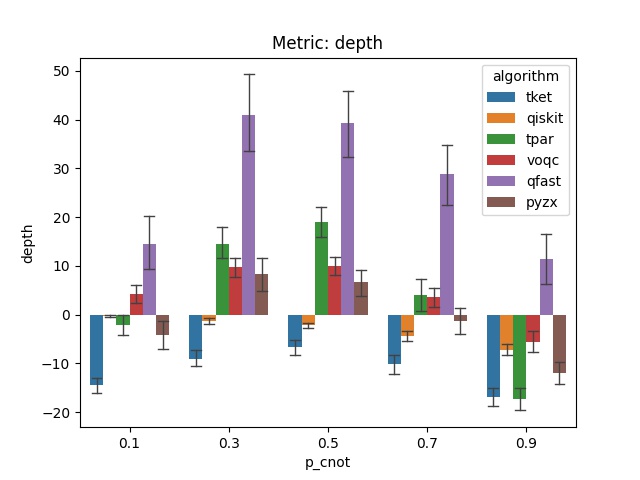 Metric: depth
depth
50
40
30
20
10
0
−10
−20
0.1
0.3
0.5
0.7
0.9
p_cnot
algorithm
tket
qiskit
tpar
voqc
qfast
pyzx